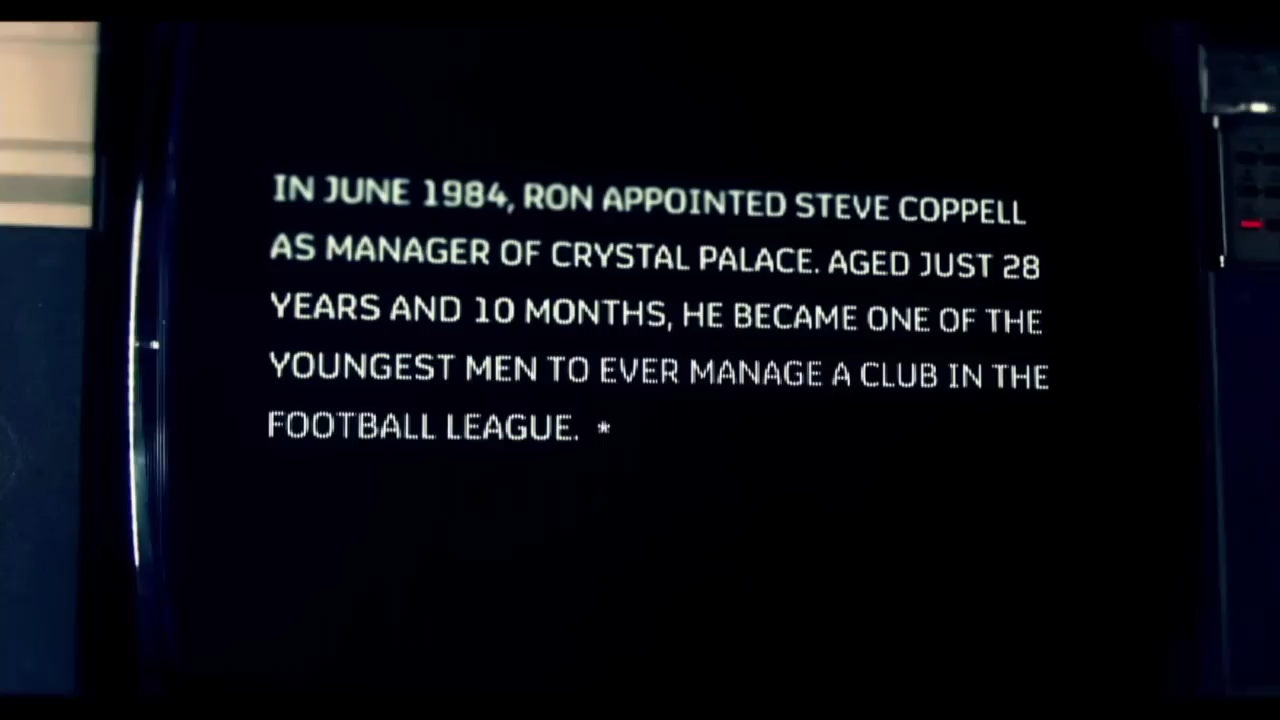 IN JUNE 1984, RON APPOINTED STEVE COPPELL
AS MANAGER OF CRYSTAL PALACE. AGED JUST 28
YEARS AND 10 MONTHS, HE BECAME ONE OF THE
YOUNGEST MEN TO EVER MANAGE A CLUB IN THE
FOOTBALL LEAGUE. *